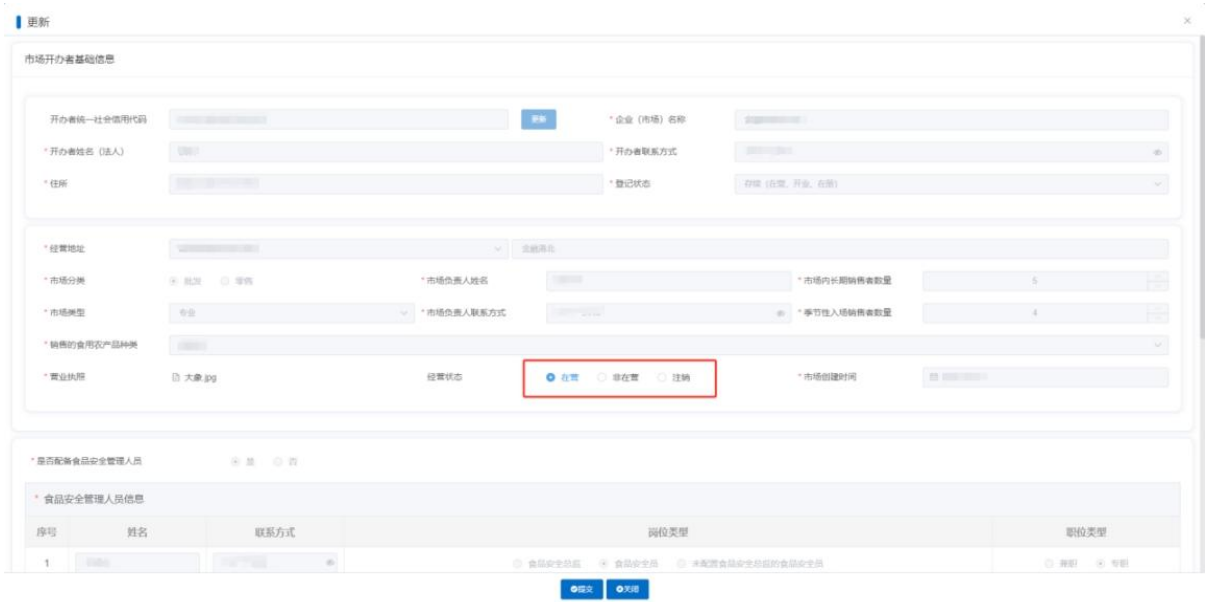 更新
市场开办者基础信息
开办者统一社会信用代码 更新 * 企业（市场）名称
* 开办者姓名（法人） * 开办者联系方式
* 住所 * 登记状态 存续（在营、开业、在册）
* 经营地址
* 市场分类 批发 零售 * 市场负责人姓名 * 市场内长期销售者数量 5
* 市场类型 专业 * 市场负责人联系方式 * 季节性入场销售者数量 4
* 销售的食用农产品种类
* 营业执照 大象.jpg 经营状态 在营 非在营 注销 * 市场创建时间
* 是否配备食品安全管理人员 是 否
* 食品安全管理人员信息
序号 姓名 联系方式 岗位类型 职位类型
1 食品安全总监 食品安全员 未配置食品安全总监的食品安全员 兼职 专职
提交 关闭